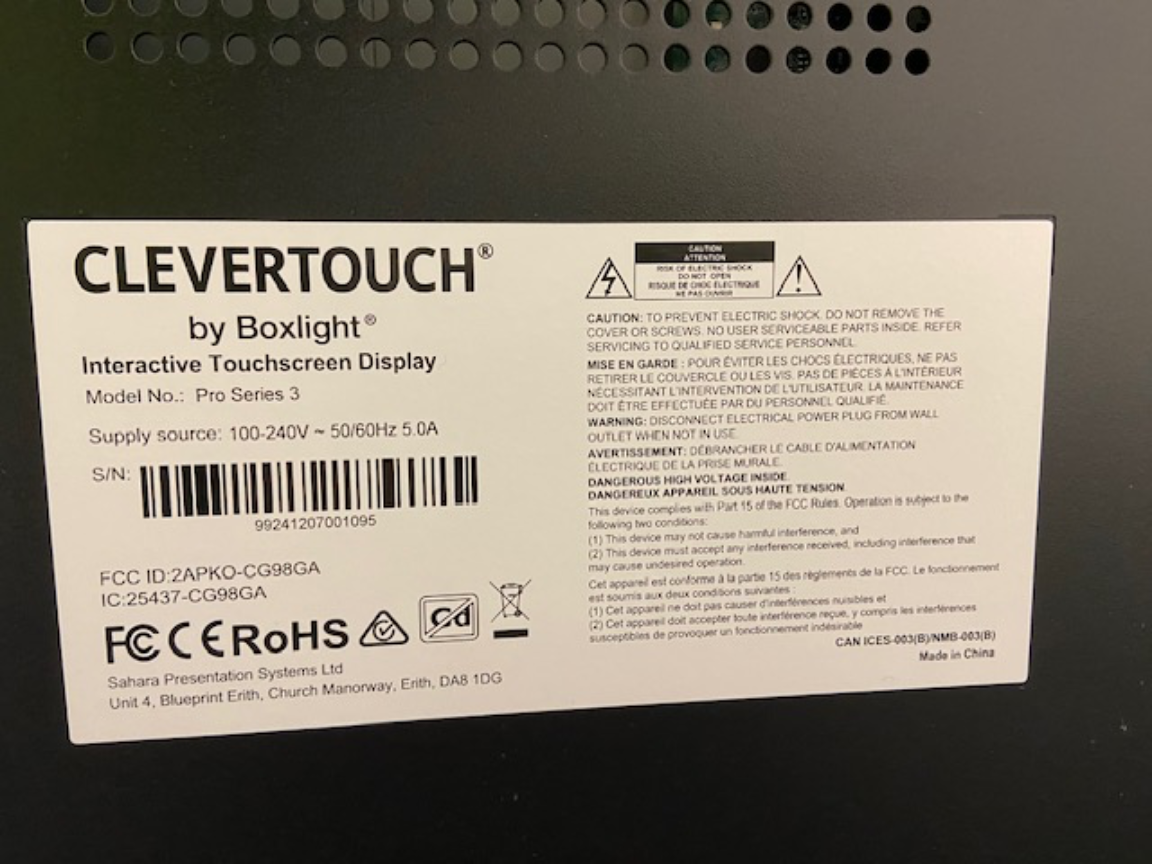 CLEVERTOUCH®
by Boxlight®
Interactive Touchscreen Display
Model No.: Pro Series 3
Supply source: 100-240V ~ 50/60Hz 5.0A
S/N:
99241207001095
FCC ID:2APKO-CG98GA
IC:25437-CG98GA
FC CE RoHS Cd
Sahara Presentation Systems Ltd
Unit 4, Blueprint Erith, Church Manorway, Erith, DA8 1DG
CAUTION
ATTENTION
RISK OF ELECTRIC SHOCK
DO NOT OPEN
RISQUE DE CHOC ELECTRIQUE
NE PAS OUVRIR
CAUTION: TO PREVENT ELECTRIC SHOCK. DO NOT REMOVE THE
COVER OR SCREWS. NO USER SERVICEABLE PARTS INSIDE. REFER
SERVICING TO QUALIFIED SERVICE PERSONNEL.
MISE EN GARDE : POUR ÉVITER LES CHOCS ÉLECTRIQUES, NE PAS
RETIRER LE COUVERCLE OU LES VIS. PAS DE PIÈCES À L'INTÉRIEUR
NÉCESSITANT L'INTERVENTION DE L'UTILISATEUR. LA MAINTENANCE
DOIT ÊTRE EFFECTUÉE PAR DU PERSONNEL QUALIFIÉ.
WARNING: DISCONNECT ELECTRICAL POWER PLUG FROM WALL
OUTLET WHEN NOT IN USE.
AVERTISSEMENT: DÉBRANCHER LE CABLE D'ALIMENTATION
ÉLECTRIQUE DE LA PRISE MURALE.
DANGEROUS HIGH VOLTAGE INSIDE.
DANGEREUX APPAREIL SOUS HAUTE TENSION.
This device complies with Part 15 of the FCC Rules. Operation is subject to the
following two conditions:
(1) This device may not cause harmful interference, and
(2) This device must accept any interference received, including interference that
may cause undesired operation.
Cet appareil est conforme à la partie 15 des règlements de la FCC. Le fonctionnement
est soumis aux deux conditions suivantes :
(1) Cet appareil ne doit pas causer d'interférences nuisibles et
(2) Cet appareil doit accepter toute interférence reçue, y compris les interférences
susceptibles de provoquer un fonctionnement indésirable
CAN ICES-003(B)/NMB-003(B)
Made in China